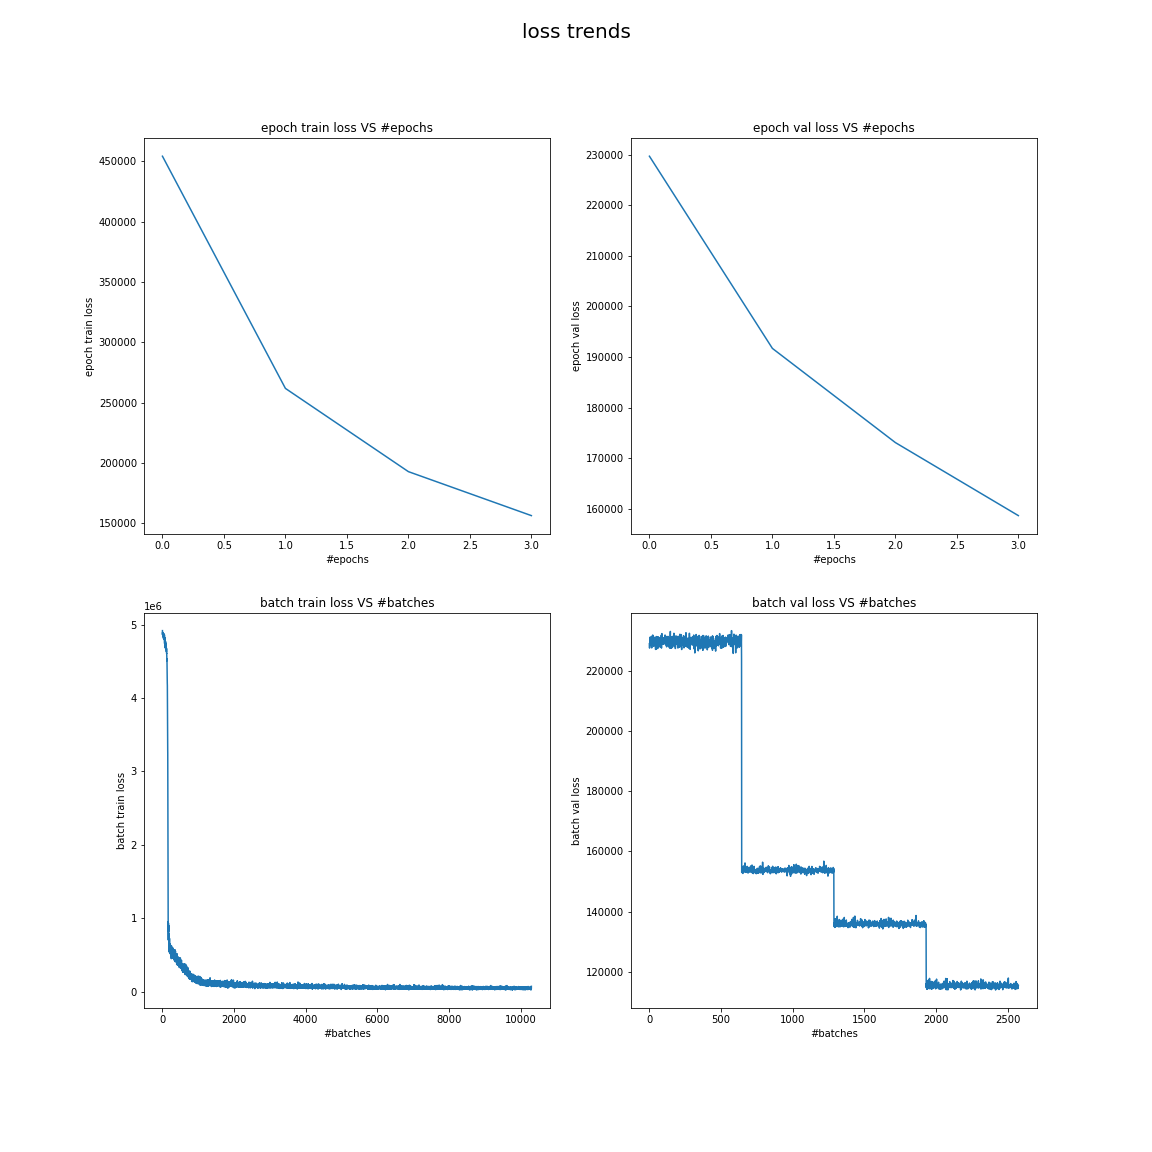 loss trends
epoch train loss VS #epochs
450000
400000
350000
300000
250000
200000
150000
epoch train loss
0.0 0.5 1.0 1.5 2.0 2.5 3.0
#epochs
epoch val loss VS #epochs
230000
220000
210000
200000
190000
180000
170000
160000
epoch val loss
0.0 0.5 1.0 1.5 2.0 2.5 3.0
#epochs
batch train loss VS #batches
1e6
5
4
3
2
1
0
batch train loss
0 2000 4000 6000 8000 10000
#batches
batch val loss VS #batches
220000
200000
180000
160000
140000
120000
batch val loss
0 500 1000 1500 2000 2500
#batches